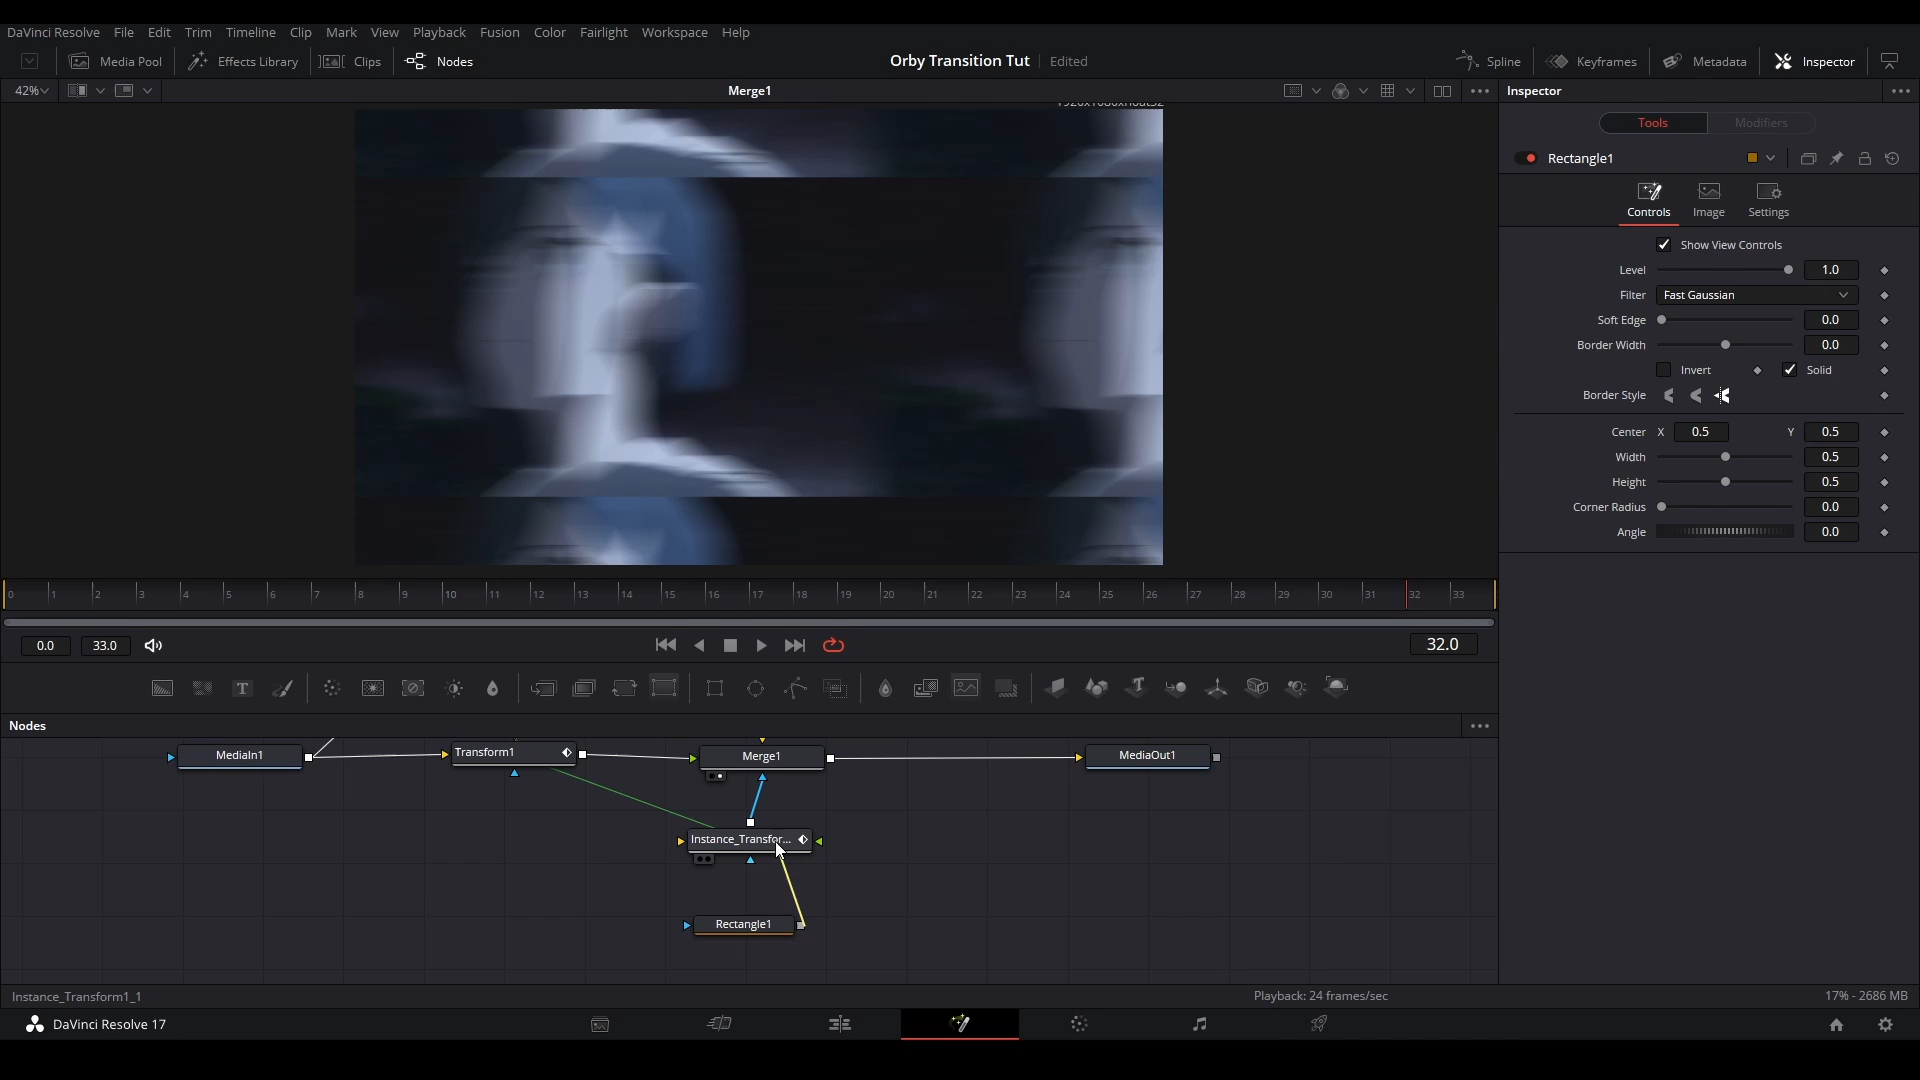 DaVinci Resolve File Edit Trim Timeline Clip Mark View Playback Fusion Color Fairlight Workspace Help
Media Pool Effects Library Clips Nodes Orby Transition Tut Edited Spline Keyframes Metadata Inspector
42% Merge1 Inspector
Tools Modifiers
Rectangle1
Controls Image Settings
Show View Controls
Level 1.0
Filter Fast Gaussian
Soft Edge 0.0
Border Width 0.0
Invert Solid
Border Style
Center X 0.5 Y 0.5
Width 0.5
Height 0.5
Corner Radius 0.0
Angle 0.0
0 1 2 3 4 5 6 7 8 9 10 11 12 13 14 15 16 17 18 19 20 21 22 23 24 25 26 27 28 29 30 31 32 33
0.0 33.0 32.0
T
Nodes
MediaIn1 Transform1 Merge1 MediaOut1
Instance_Transfor...
Rectangle1
Instance_Transform1_1 Playback: 24 frames/sec 17% - 2686 MB
DaVinci Resolve 17